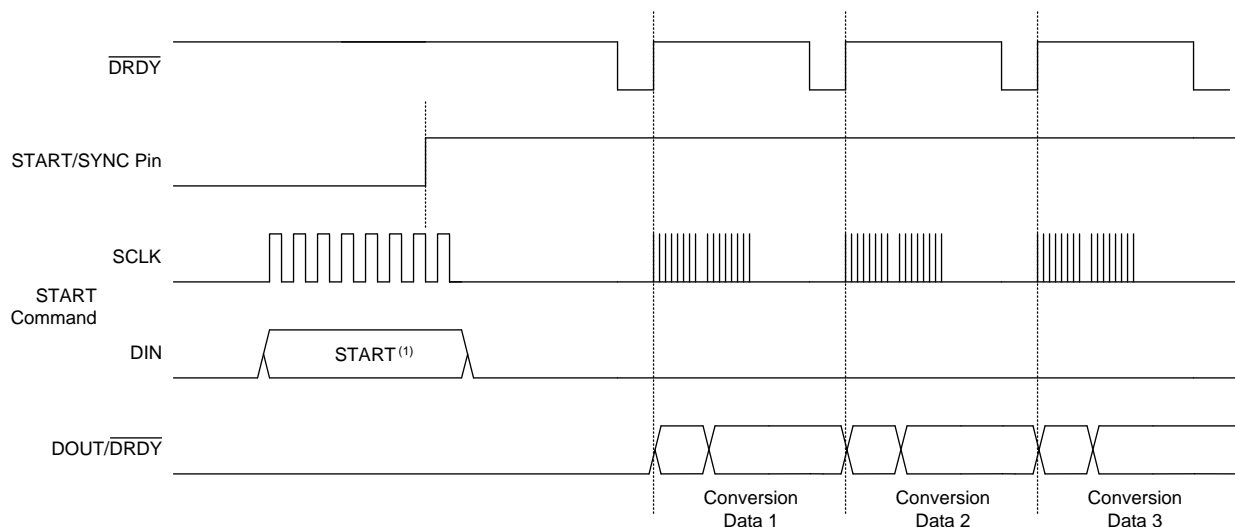 DRDY
START/SYNC Pin
SCLK
START
Command
DIN
START (1)
DOUT/DRDY
Conversion
Data 1
Conversion
Data 2
Conversion
Data 3